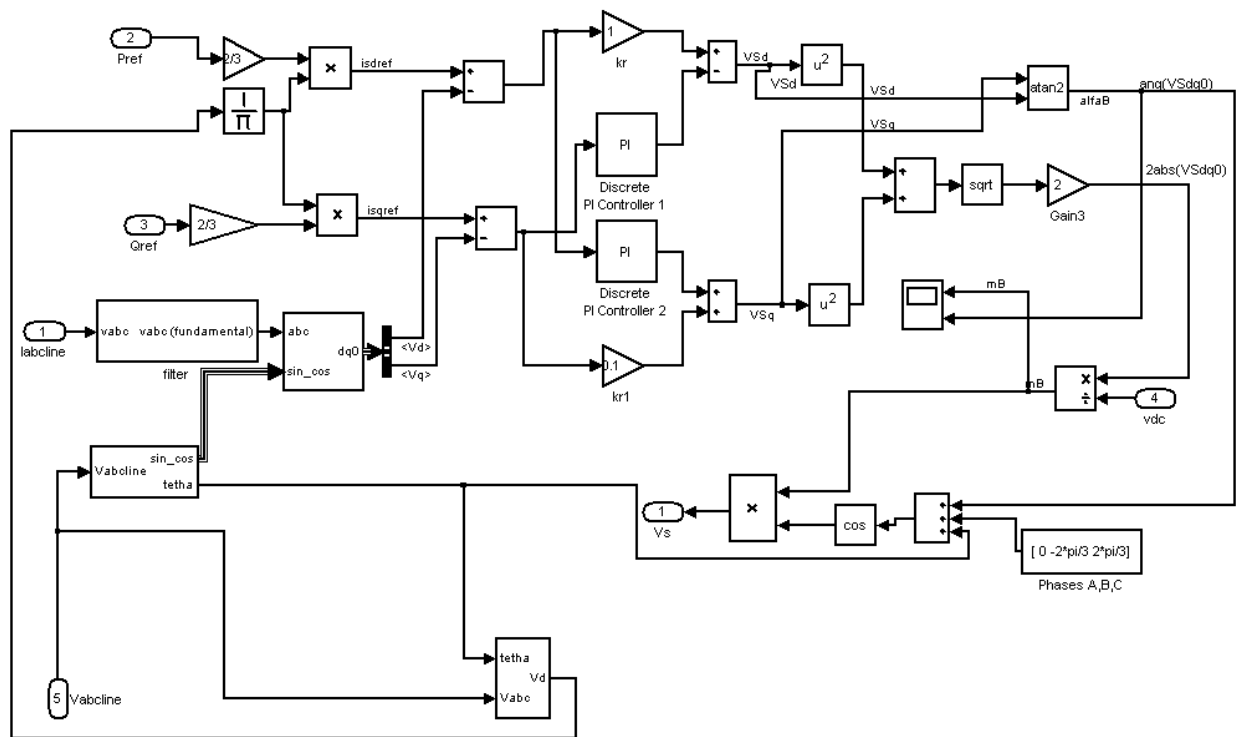 2
Pref
2/3
×
isdref
+
−
1
kr
+
−
VSd
VSd
u²
VSd
atan2
alfaB
ang(VSdq0)
I
Π
PI
Discrete
PI Controller 1
VSq
+
+
sqrt
2
Gain3
2abs(VSdq0)
3
Qref
2/3
×
isqref
+
−
PI
Discrete
PI Controller 2
+
+
VSq
u²
mB
1
Iabcline
vabc
vabc (fundamental)
filter
abc
sin_cos
dq0
<Vd>
<Vq>
0.1
kr1
mB
×
÷
4
vdc
Vabcline
sin_cos
tetha
1
Vs
×
cos
+
+
+
[ 0 -2*pi/3 2*pi/3]
Phases A,B,C
5
Vabcline
tetha
Vabc
Vd